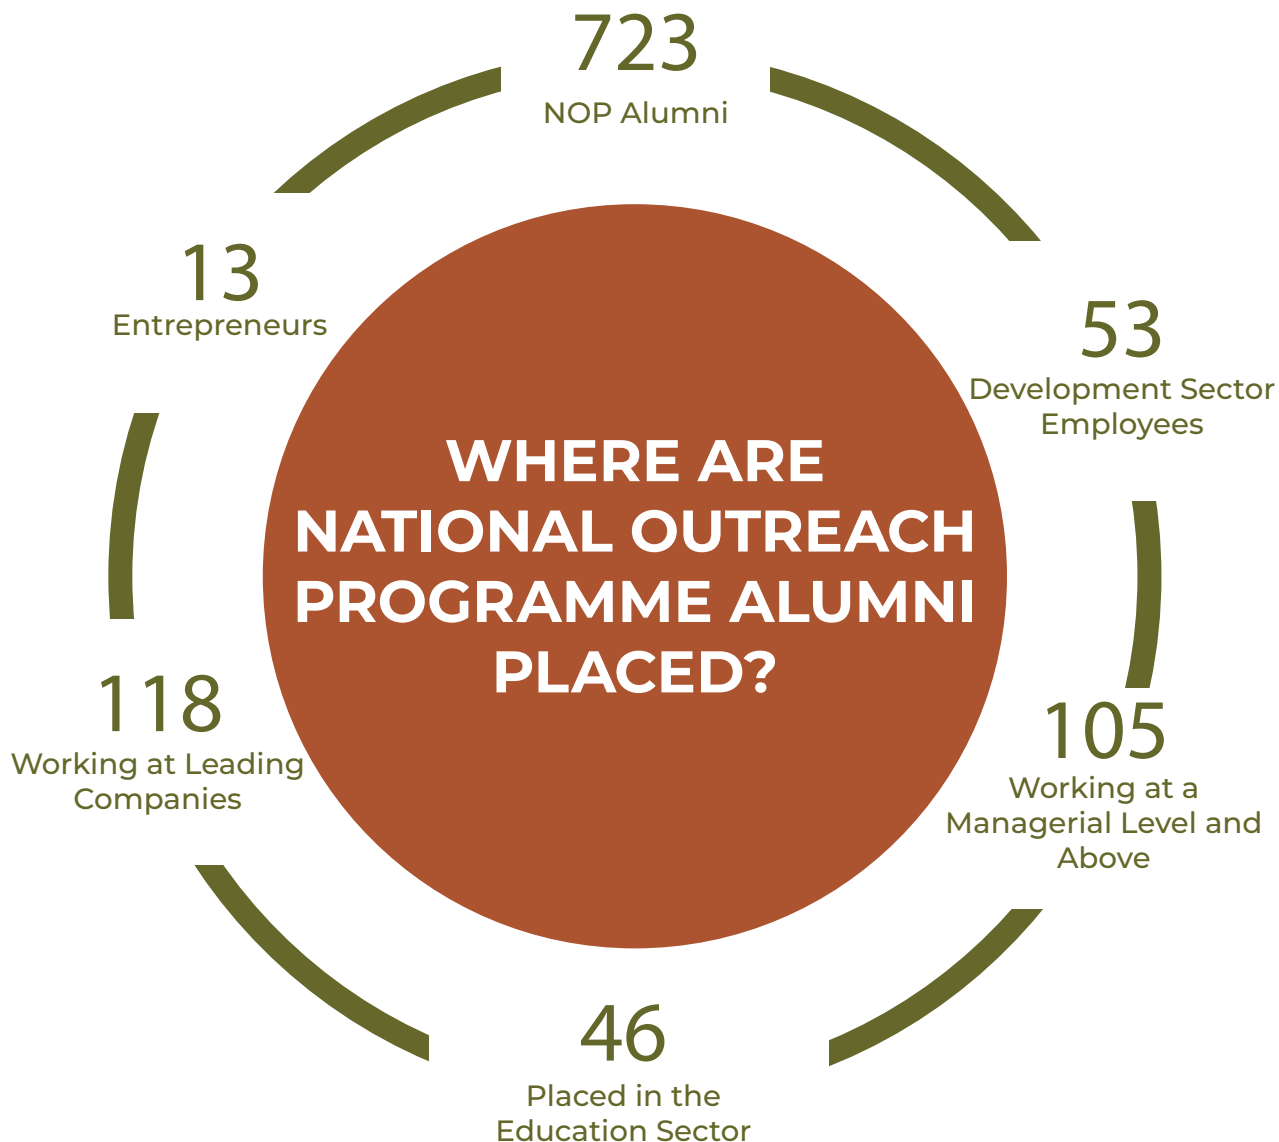 723
NOP Alumni
13
Entrepreneurs
53
Development Sector
Employees
WHERE ARE
NATIONAL OUTREACH
PROGRAMME ALUMNI
PLACED?
118
Working at Leading
Companies
105
Working at a
Managerial Level and
Above
46
Placed in the
Education Sector